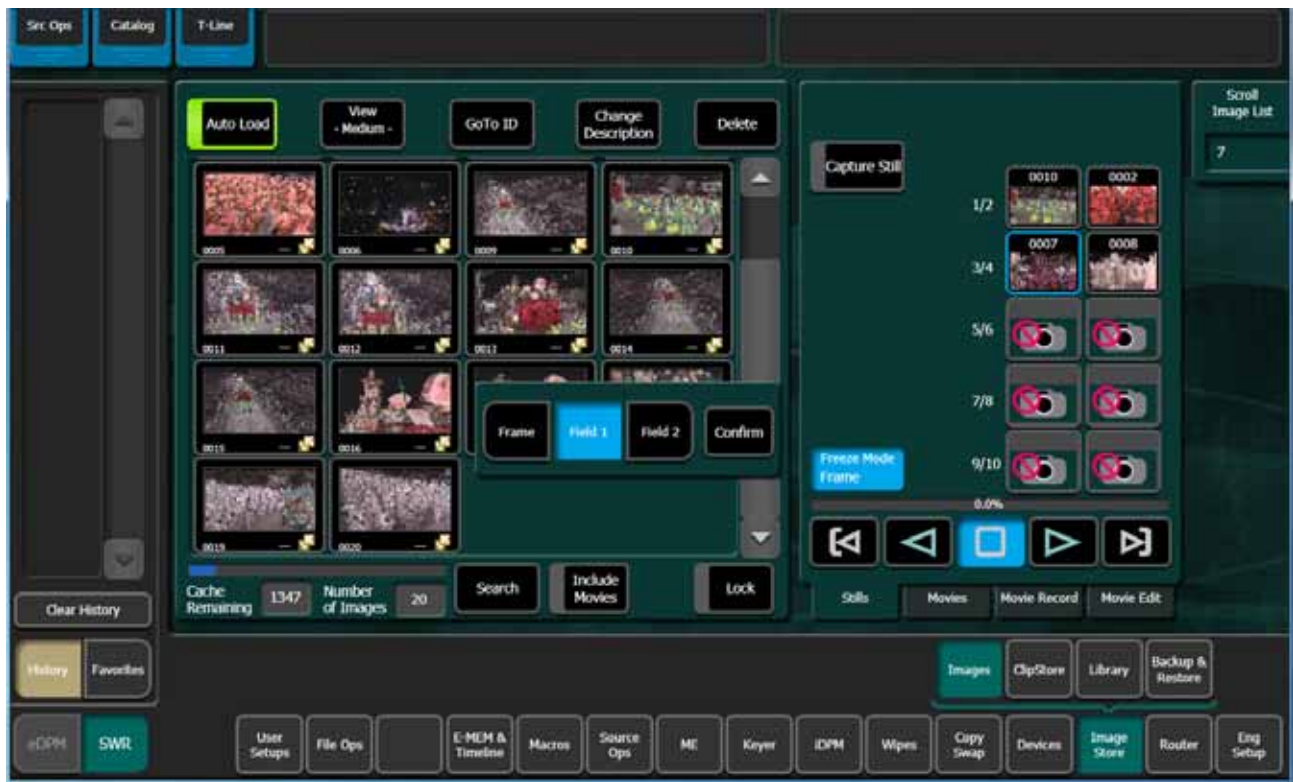 Src Ops
Catalog
T-Line
Auto Load
View
- Medium -
GoTo ID
Change
Description
Delete
Scroll
Image List
7
Capture Still
0010
0002
1/2
0005
0006
0009
0010
0007
0008
3/4
0011
0012
0013
0014
5/6
7/8
0015
0016
Frame
Field 1
Field 2
Confirm
Freeze Mode
Frame
9/10
0.0%
0019
0020
Cache
Remaining
1347
Number
of Images
20
Search
Include
Movies
Lock
Stills
Movies
Movie Record
Movie Edit
Clear History
History
Favorites
Images
ClipStore
Library
Backup &
Restore
eDPM
SWR
User
Setups
File Ops
E-MEM &
Timeline
Macros
Source
Ops
ME
Keyer
iDPM
Wipes
Copy
Swap
Devices
Image
Store
Router
Eng
Setup